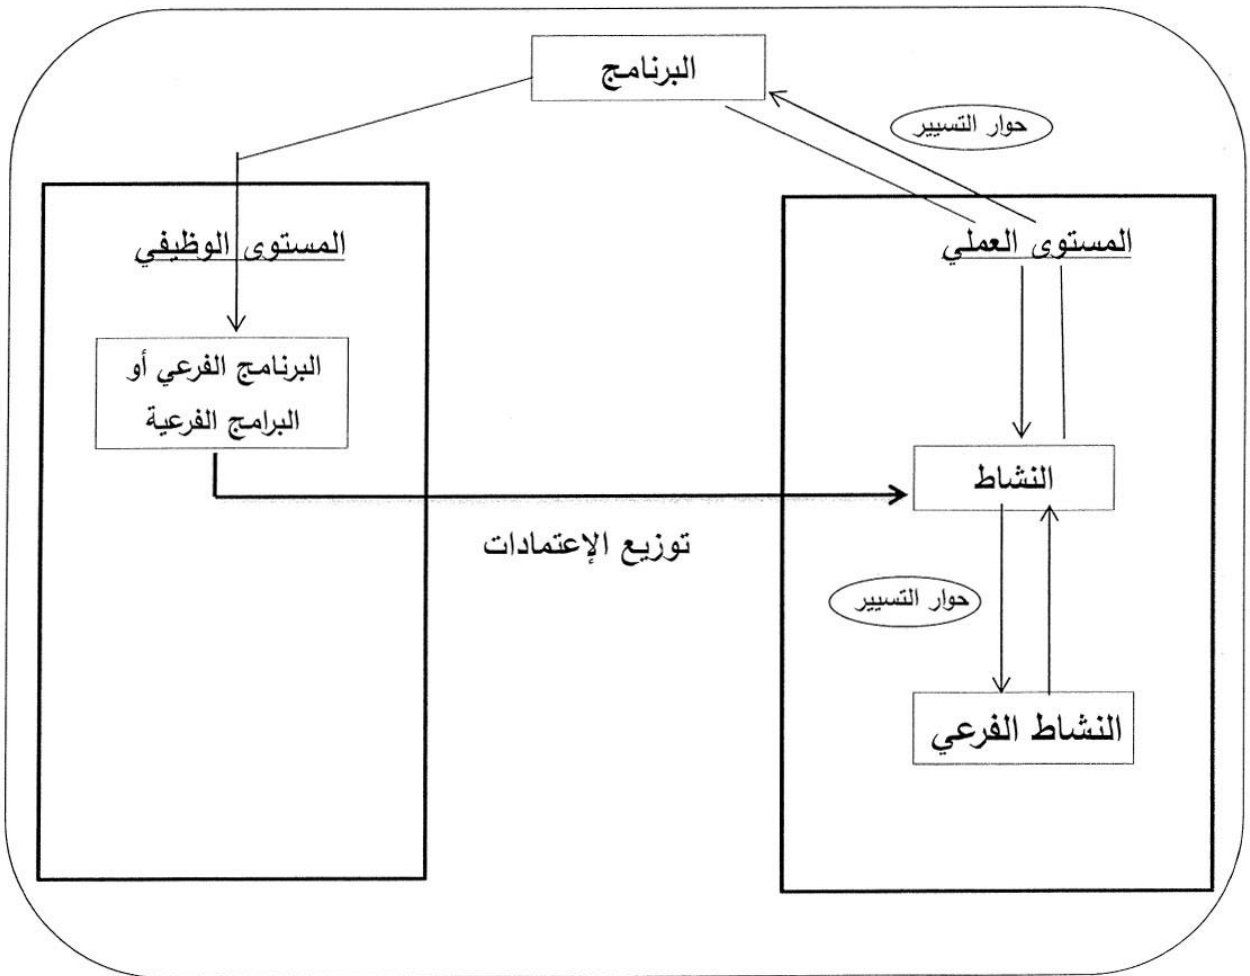 البرنامج
حوار التسيير
المستوى العملي
المستوى الوظيفي
البرنامج الفرعي أو
البرامج الفرعية
النشاط
توزيع الإعتمادات
حوار التسيير
النشاط الفرعي